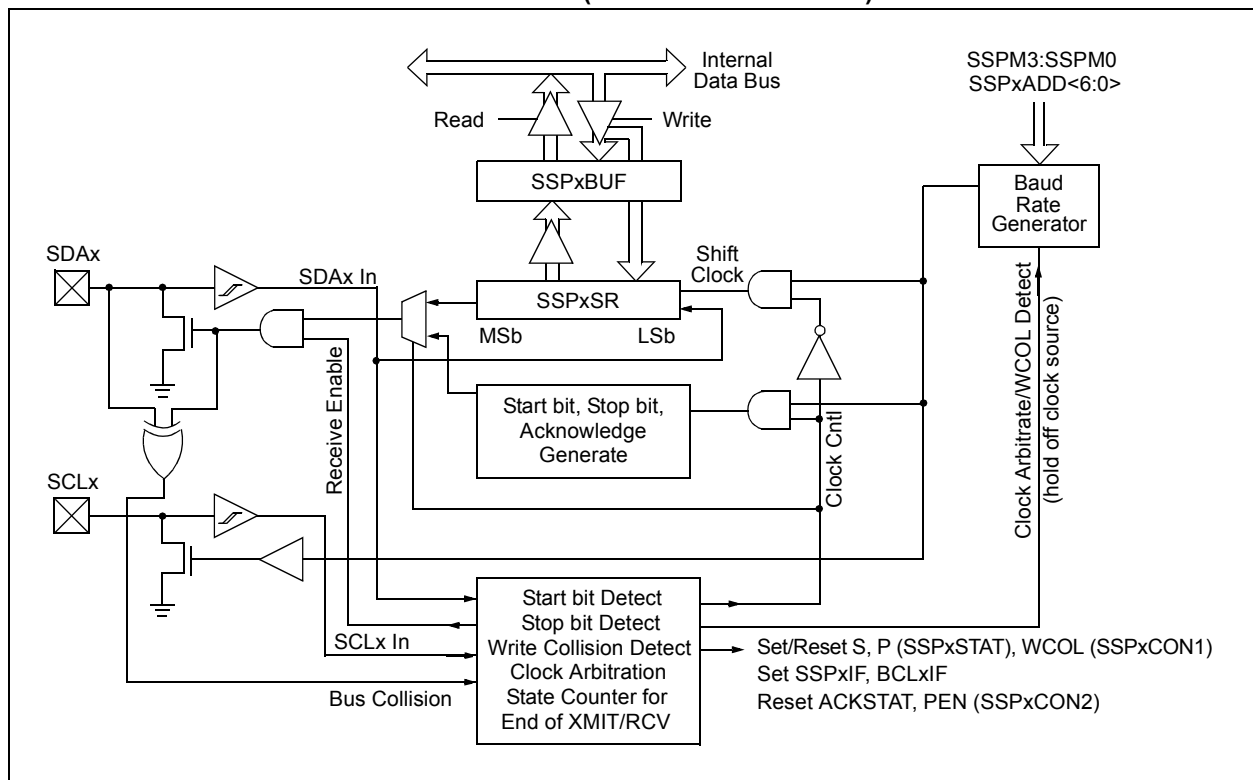 Internal
Data Bus
SSPM3:SSPM0
SSPxADD<6:0>
Read
Write
SSPxBUF
Baud
Rate
Generator
SDAx
SDAx In
Shift
Clock
SSPxSR
MSb
LSb
Start bit, Stop bit,
Acknowledge
Generate
Receive Enable
Clock Cntl
Clock Arbitrate/WCOL Detect
(hold off clock source)
SCLx
SCLx In
Bus Collision
Start bit Detect
Stop bit Detect
Write Collision Detect
Clock Arbitration
State Counter for
End of XMIT/RCV
Set/Reset S, P (SSPxSTAT), WCOL (SSPxCON1)
Set SSPxIF, BCLxIF
Reset ACKSTAT, PEN (SSPxCON2)